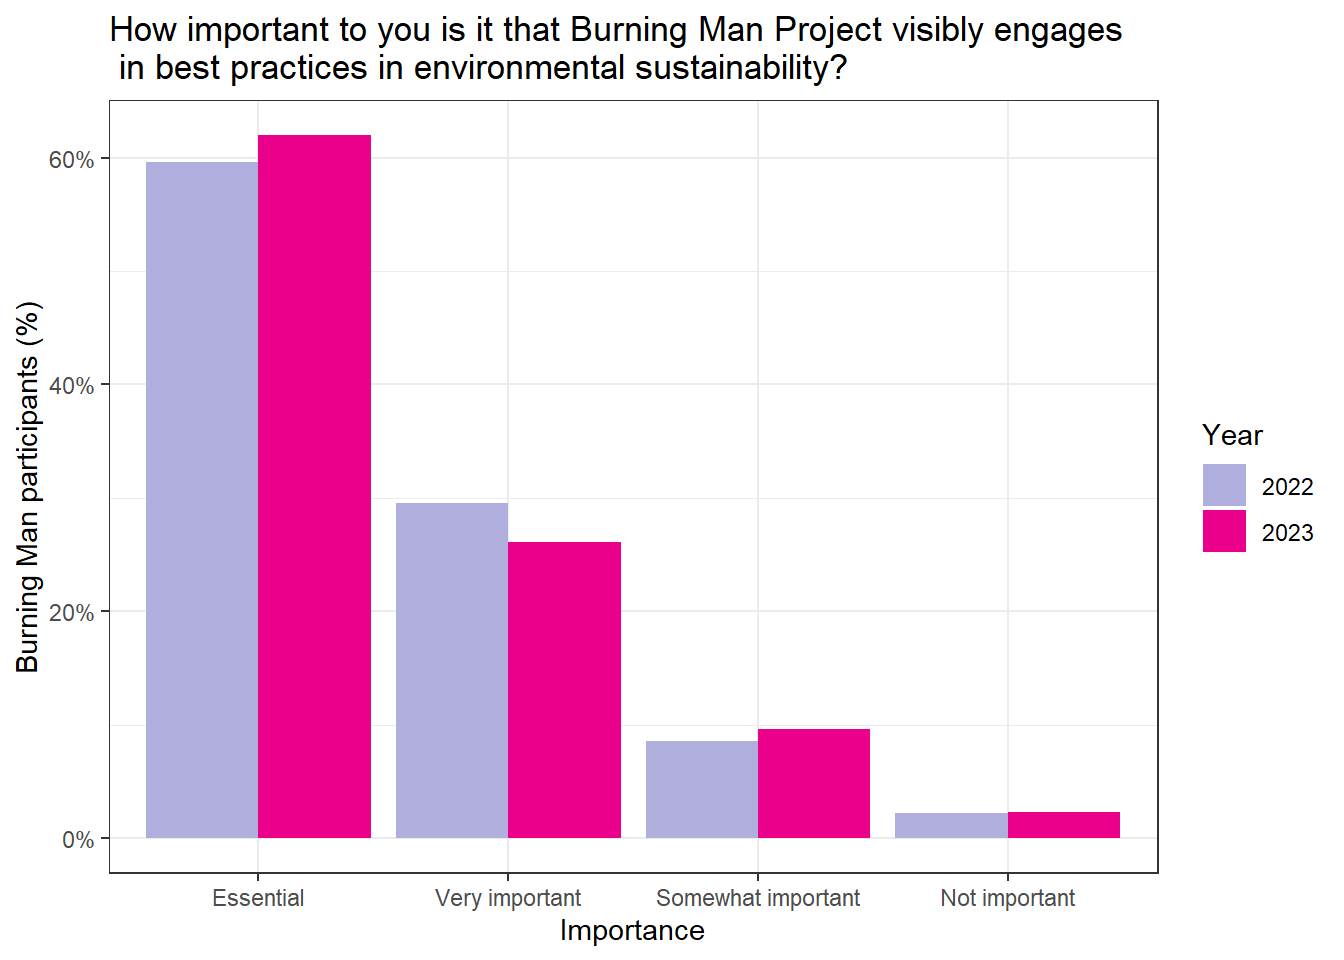 How important to you is it that Burning Man Project visibly engages
in best practices in environmental sustainability?
Burning Man participants (%)
60%
40%
20%
0%
Essential
Very important
Somewhat important
Not important
Importance
Year
2022
2023